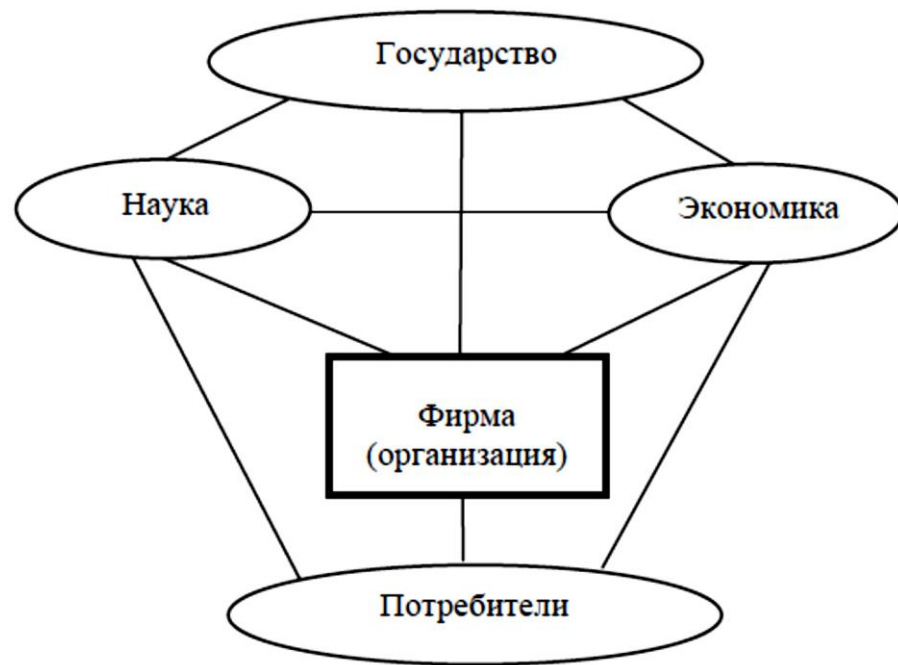 Государство
Наука
Экономика
Фирма
(организация)
Потребители